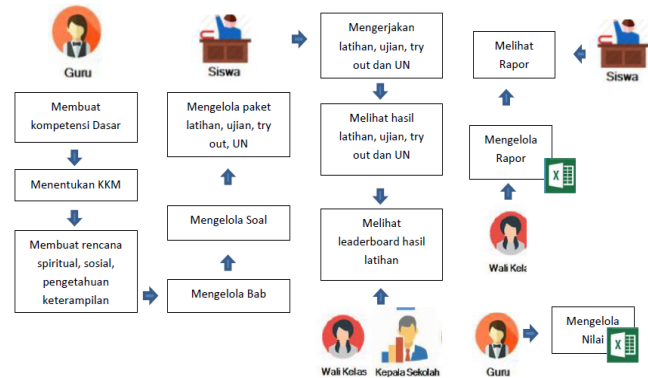 Guru
Membuat
kompetensi Dasar
Menentukan KKM
Membuat rencana
spiritual, sosial,
pengetahuan
keterampilan
Siswa
Mengelola paket
latihan, ujian, try
out, UN
Mengelola Soal
Mengelola Bab
Mengerjakan
latihan, ujian, try
out dan UN
Melihat hasil
latihan, ujian, try
out dan UN
Melihat
leaderboard hasil
latihan
Wali Kelas
Kepala Sekolah
Melihat
Rapor
Siswa
Mengelola
Rapor
X
Wali Kela
Guru
Mengelola
Nilai
X